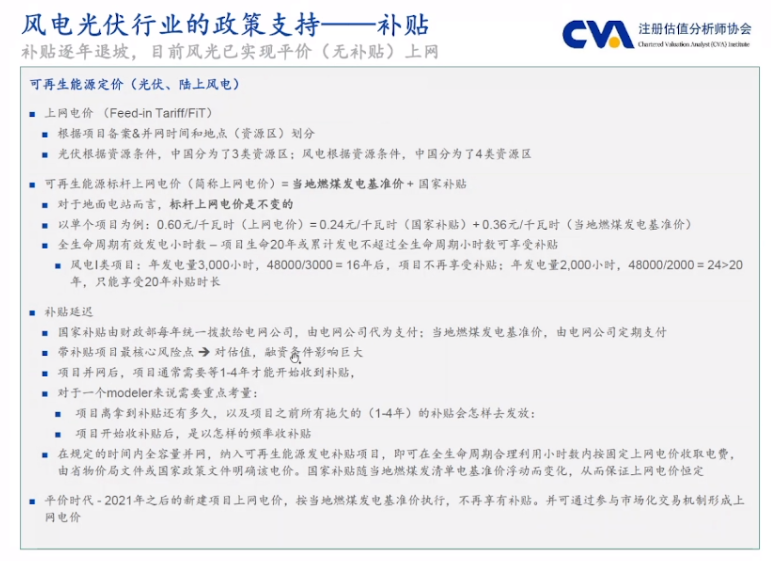 风电光伏行业的政策支持——补贴
补贴逐年退坡，目前风光已实现平价（无补贴）上网
CVA
注册估值分析师协会
Chartered Valuation Analyst (CVA) Institute
可再生能源定价（光伏、陆上风电）
■ 上网电价 （Feed-in Tariff/FiT）
■ 根据项目备案&并网时间和地点（资源区）划分
■ 光伏根据资源条件，中国分为了3类资源区；风电根据资源条件，中国分为了4类资源区
■ 可再生能源标杆上网电价（简称上网电价）= 当地燃煤发电基准价 + 国家补贴
■ 对于地面电站而言，标杆上网电价是不变的
■ 以单个项目为例：0.60元/千瓦时（上网电价）= 0.24元/千瓦时（国家补贴）+ 0.36元/千瓦时（当地燃煤发电基准价）
■ 全生命周期有效发电小时数 – 项目生命20年或累计发电不超过全生命周期小时数可享受补贴
■ 风电I类项目：年发电量3,000小时，48000/3000 = 16年后，项目不再享受补贴；年发电量2,000小时，48000/2000 = 24>20
年，只能享受20年补贴时长
■ 补贴延迟
■ 国家补贴由财政部每年统一拨款给电网公司，由电网公司代为支付；当地燃煤发电基准价，由电网公司定期支付
■ 带补贴项目最核心风险点 ➔ 对估值，融资条件影响巨大
■ 项目并网后，项目通常需要等1-4年才能开始收到补贴，
■ 对于一个modeler来说需要重点考量：
■ 项目离拿到补贴还有多久，以及项目之前所有拖欠的（1-4年）的补贴会怎样去发放；
■ 项目开始收补贴后，是以怎样的频率收补贴
■ 在规定的时间内全容量并网，纳入可再生能源发电补贴项目，即可在全生命周期合理利用小时数内按固定上网电价收取电费，
由省物价局文件或国家政策文件明确该电价。国家补贴随当地燃煤发清单电基准价浮动而变化，从而保证上网电价恒定
■ 平价时代 - 2021年之后的新建项目上网电价，按当地燃煤发电基准价执行，不再享有补贴。并可通过参与市场化交易机制形成上
网电价